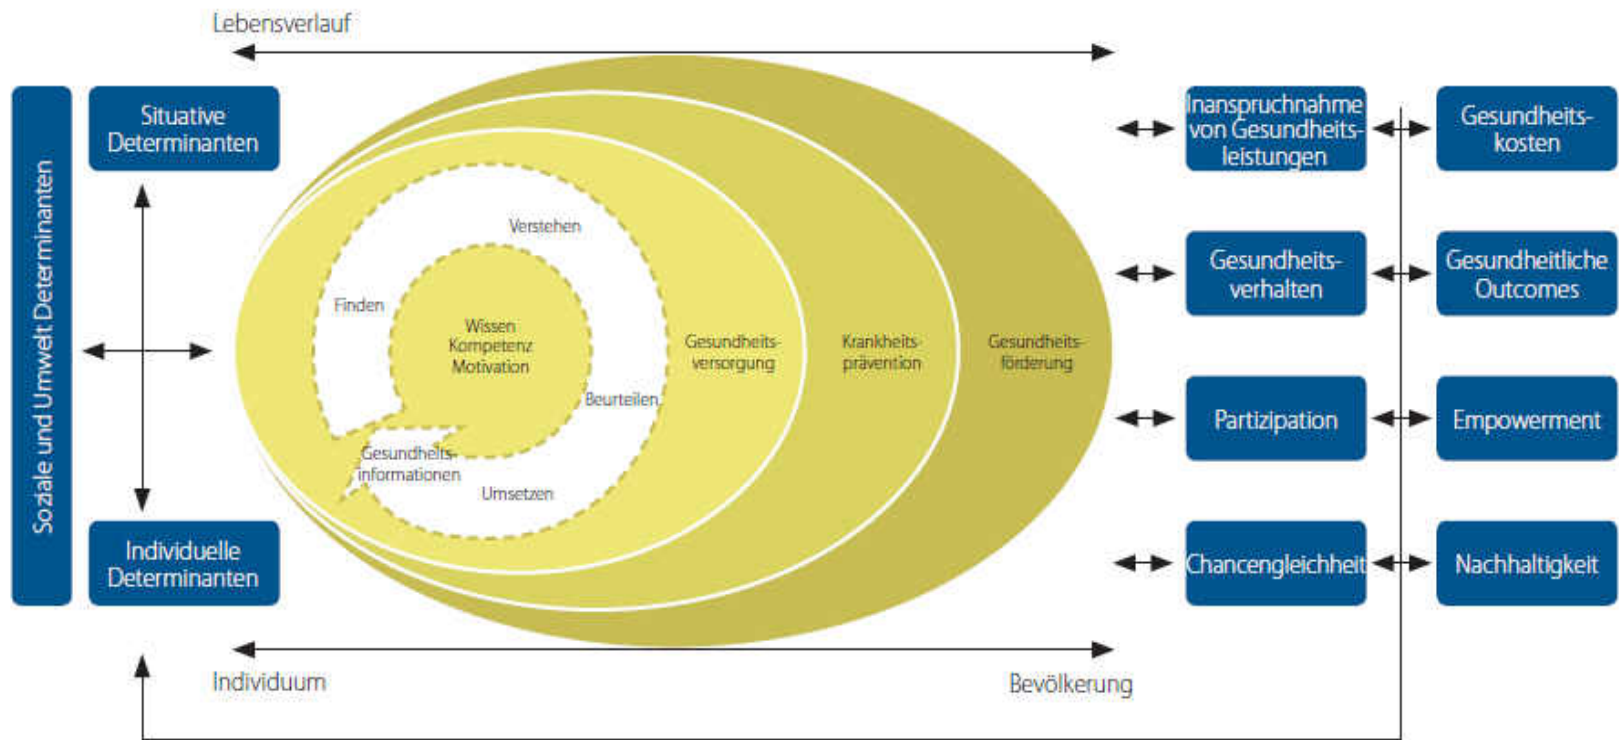 Lebensverlauf
Soziale und Umwelt Determinanten
Situative
Determinanten
Individuelle
Determinanten
Verstehen
Finden
Wissen
Kompetenz
Motivation
Beurteilen
Gesundheits-
informationen
Umsetzen
Gesundheits-
versorgung
Krankheits-
prävention
Gesundheits-
förderung
Individuum
Bevölkerung
Inanspruchnahme
von Gesundheits-
leistungen
Gesundheits-
kosten
Gesundheits-
verhalten
Gesundheitliche
Outcomes
Partizipation
Empowerment
Chancengleichheit
Nachhaltigkeit